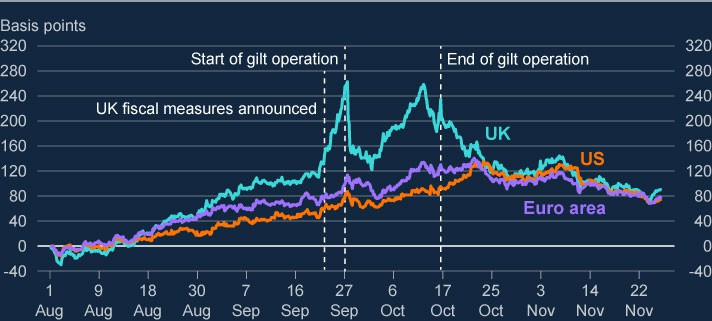 Basis points
320
320
280
Start of gilt operation
End of gilt operation
280
240
240
UK fiscal measures announced
200
200
160
UK
160
120
US
120
80
80
40
Euro area
40
0
0
-40
-40
1 9 18 30 7 16 27 6 17 25 3 14 22
Aug Aug Aug Aug Sep Sep Sep Oct Oct Oct Nov Nov Nov